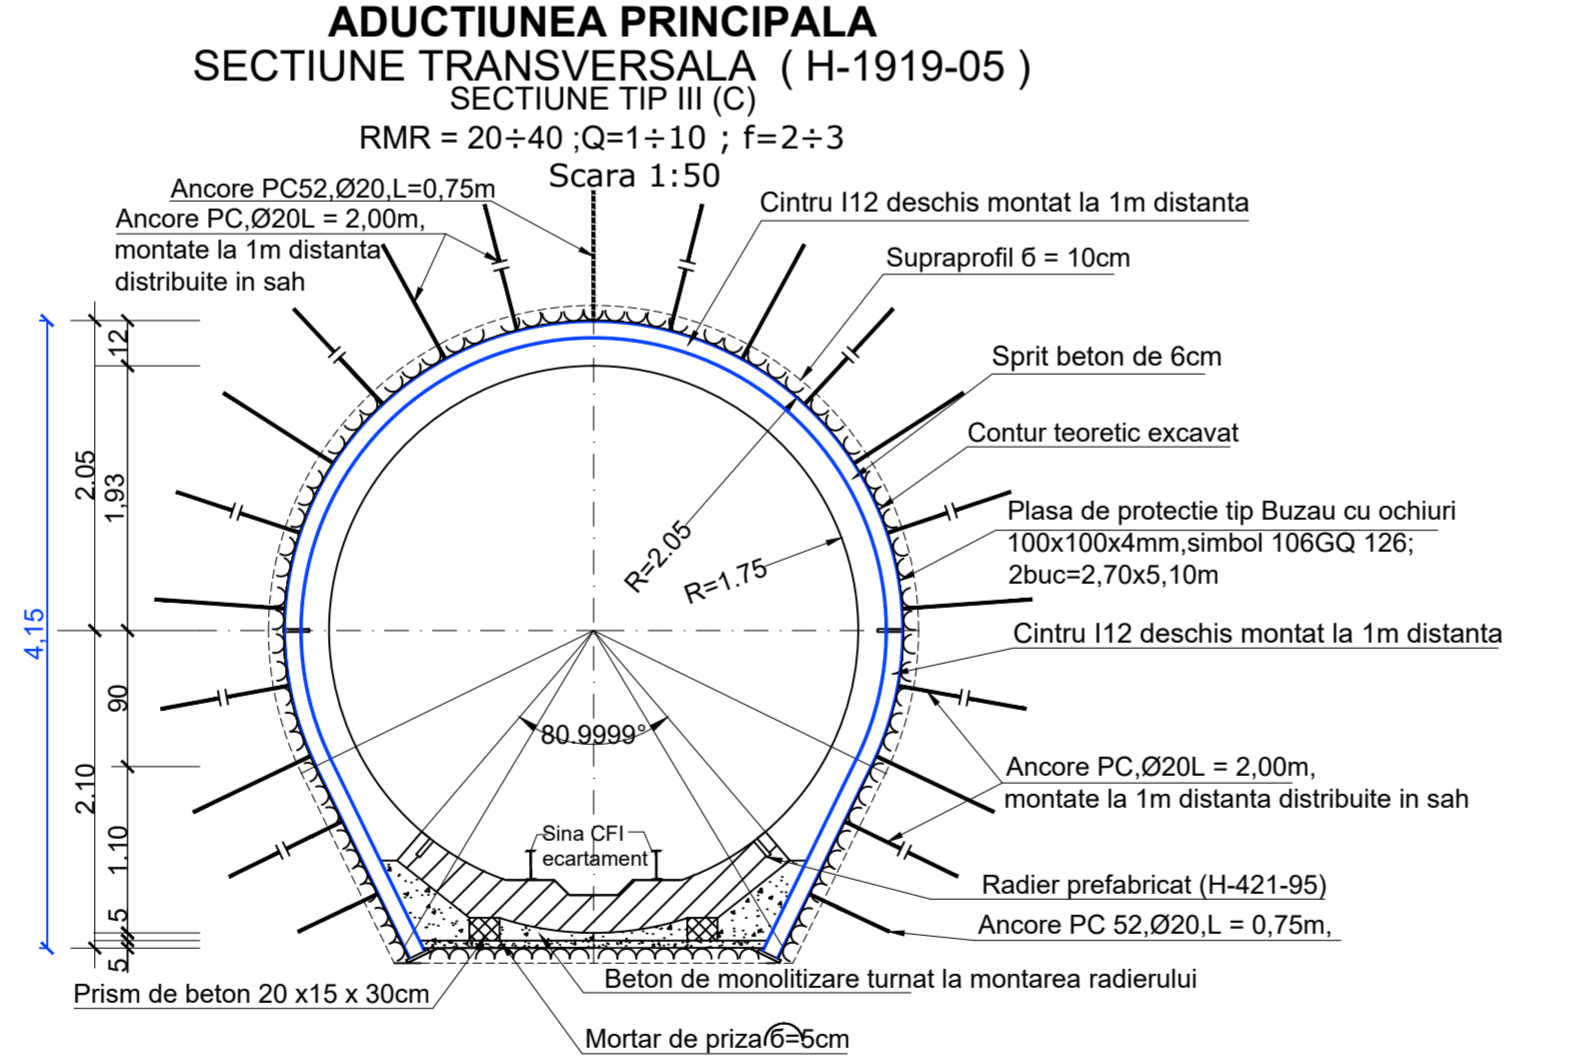 ADUCTIUNEA PRINCIPALA
SECTIUNE TRANSVERSALA ( H-1919-05 )
SECTIUNE TIP III (C)
RMR = 20÷40 ;Q=1÷10 ; f=2÷3
Scara 1:50
Ancore PC52,Ø20,L=0,75m
Ancore PC,Ø20L = 2,00m,
montate la 1m distanta
distribuite in sah
Cintru I12 deschis montat la 1m distanta
Supraprofil б = 10cm
Sprit beton de 6cm
Contur teoretic excavat
Plasa de protectie tip Buzau cu ochiuri
100x100x4mm,simbol 106GQ 126;
2buc=2,70x5,10m
Cintru I12 deschis montat la 1m distanta
Ancore PC,Ø20L = 2,00m,
montate la 1m distanta distribuite in sah
Radier prefabricat (H-421-95)
Ancore PC 52,Ø20,L = 0,75m,
Beton de monolitizare turnat la montarea radierului
Prism de beton 20 x15 x 30cm
Mortar de priza б=5cm
R=2.05
R=1.75
80.9999°
Sina CFI
ecartament
4,15
2.05
2.10
12
1,93
90
1.10
5